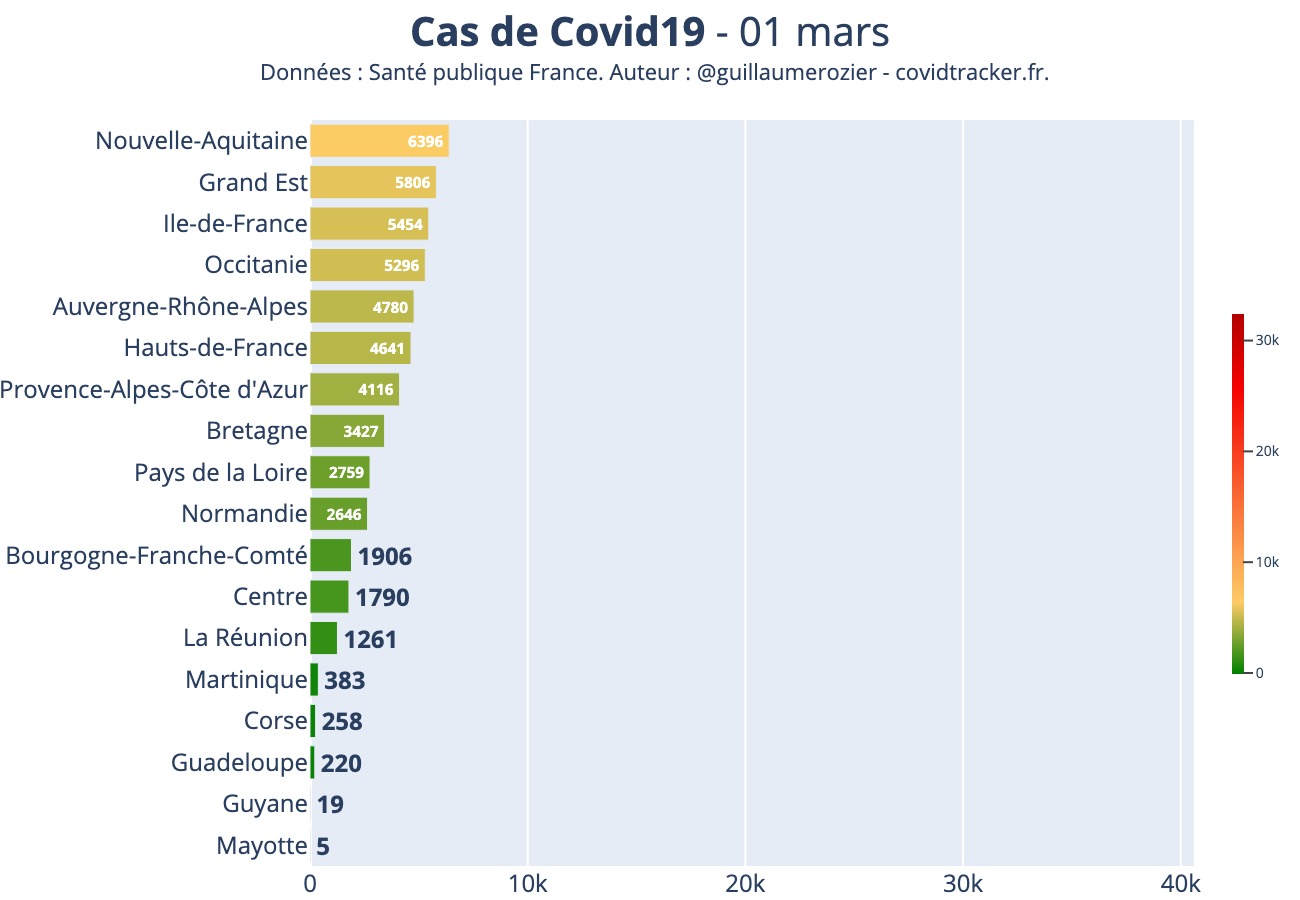 Cas de Covid19 - 01 mars
Données : Santé publique France. Auteur : @guillaumerozier - covidtracker.fr.
Nouvelle-Aquitaine 6396
Grand Est 5806
Ile-de-France 5454
Occitanie 5296
Auvergne-Rhône-Alpes 4780
Hauts-de-France 4641
Provence-Alpes-Côte d'Azur 4116
Bretagne 3427
Pays de la Loire 2759
Normandie 2646
Bourgogne-Franche-Comté 1906
Centre 1790
La Réunion 1261
Martinique 383
Corse 258
Guadeloupe 220
Guyane 19
Mayotte 5
0 10k 20k 30k 40k
30k
20k
10k
0